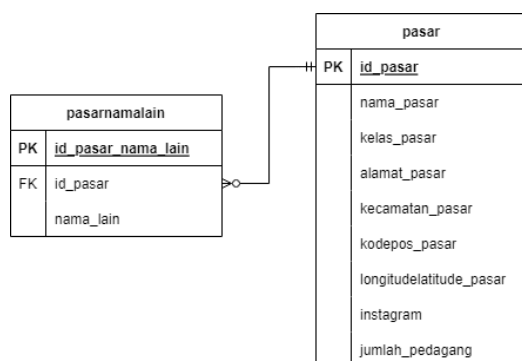 pasarnamalain
PK id_pasar_nama_lain
FK id_pasar
nama_lain
pasar
PK id_pasar
nama_pasar
kelas_pasar
alamat_pasar
kecamatan_pasar
kodepos_pasar
longitudelatitude_pasar
instagram
jumlah_pedagang